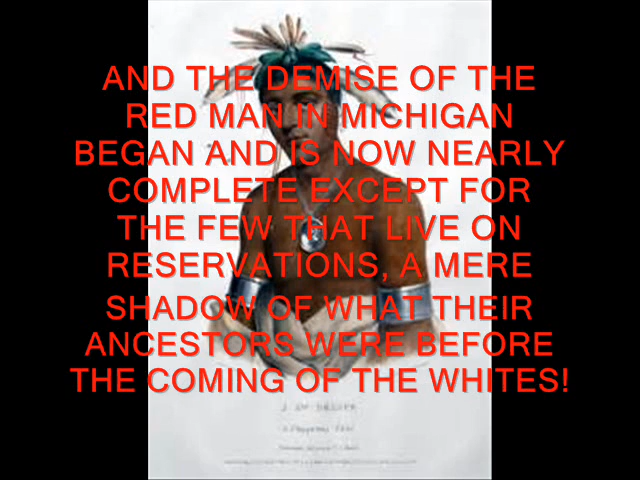 AND THE DEMISE OF THE
RED MAN IN MICHIGAN
BEGAN AND IS NOW NEARLY
COMPLETE EXCEPT FOR
THE FEW THAT LIVE ON
RESERVATIONS, A MERE
SHADOW OF WHAT THEIR
ANCESTORS WERE BEFORE
THE COMING OF THE WHITES!